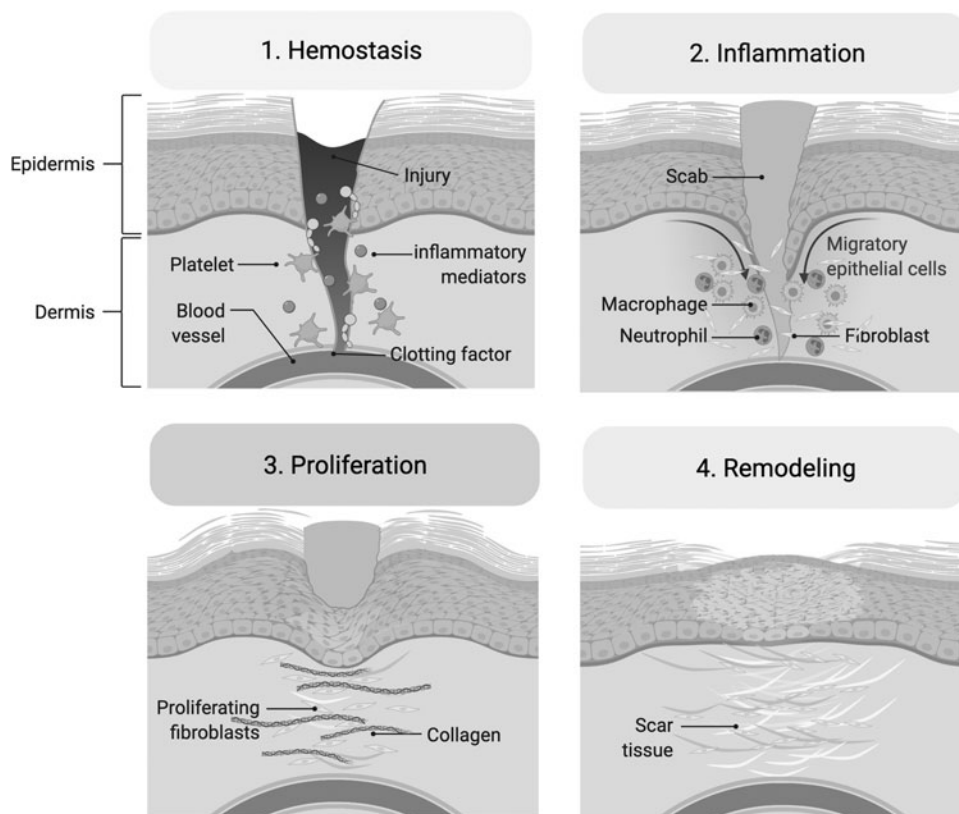 1. Hemostasis
2. Inflammation
Epidermis
Injury
Scab
Platelet
inflammatory
mediators
Migratory
epithelial cells
Dermis
Blood
vessel
Macrophage
Neutrophil
Fibroblast
Clotting factor
3. Proliferation
4. Remodeling
Proliferating
fibroblasts
Collagen
Scar
tissue